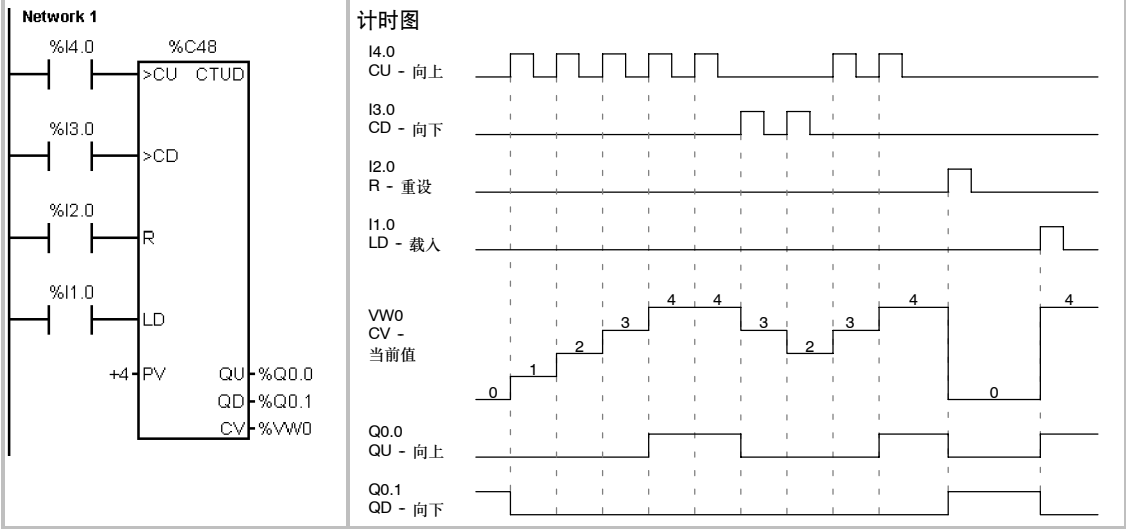 Network 1
%I4.0
%C48
>CU CTUD
%I3.0
>CD
%I2.0
R
%I1.0
LD
+4 PV QU %Q0.0
QD %Q0.1
CV %VW0
计时图
I4.0
CU - 向上
I3.0
CD - 向下
I2.0
R - 重设
I1.0
LD - 载入
VW0
CV -
当前值
0 1 2 3 4 4 3 2 3 4 0 4
Q0.0
QU - 向上
Q0.1
QD - 向下